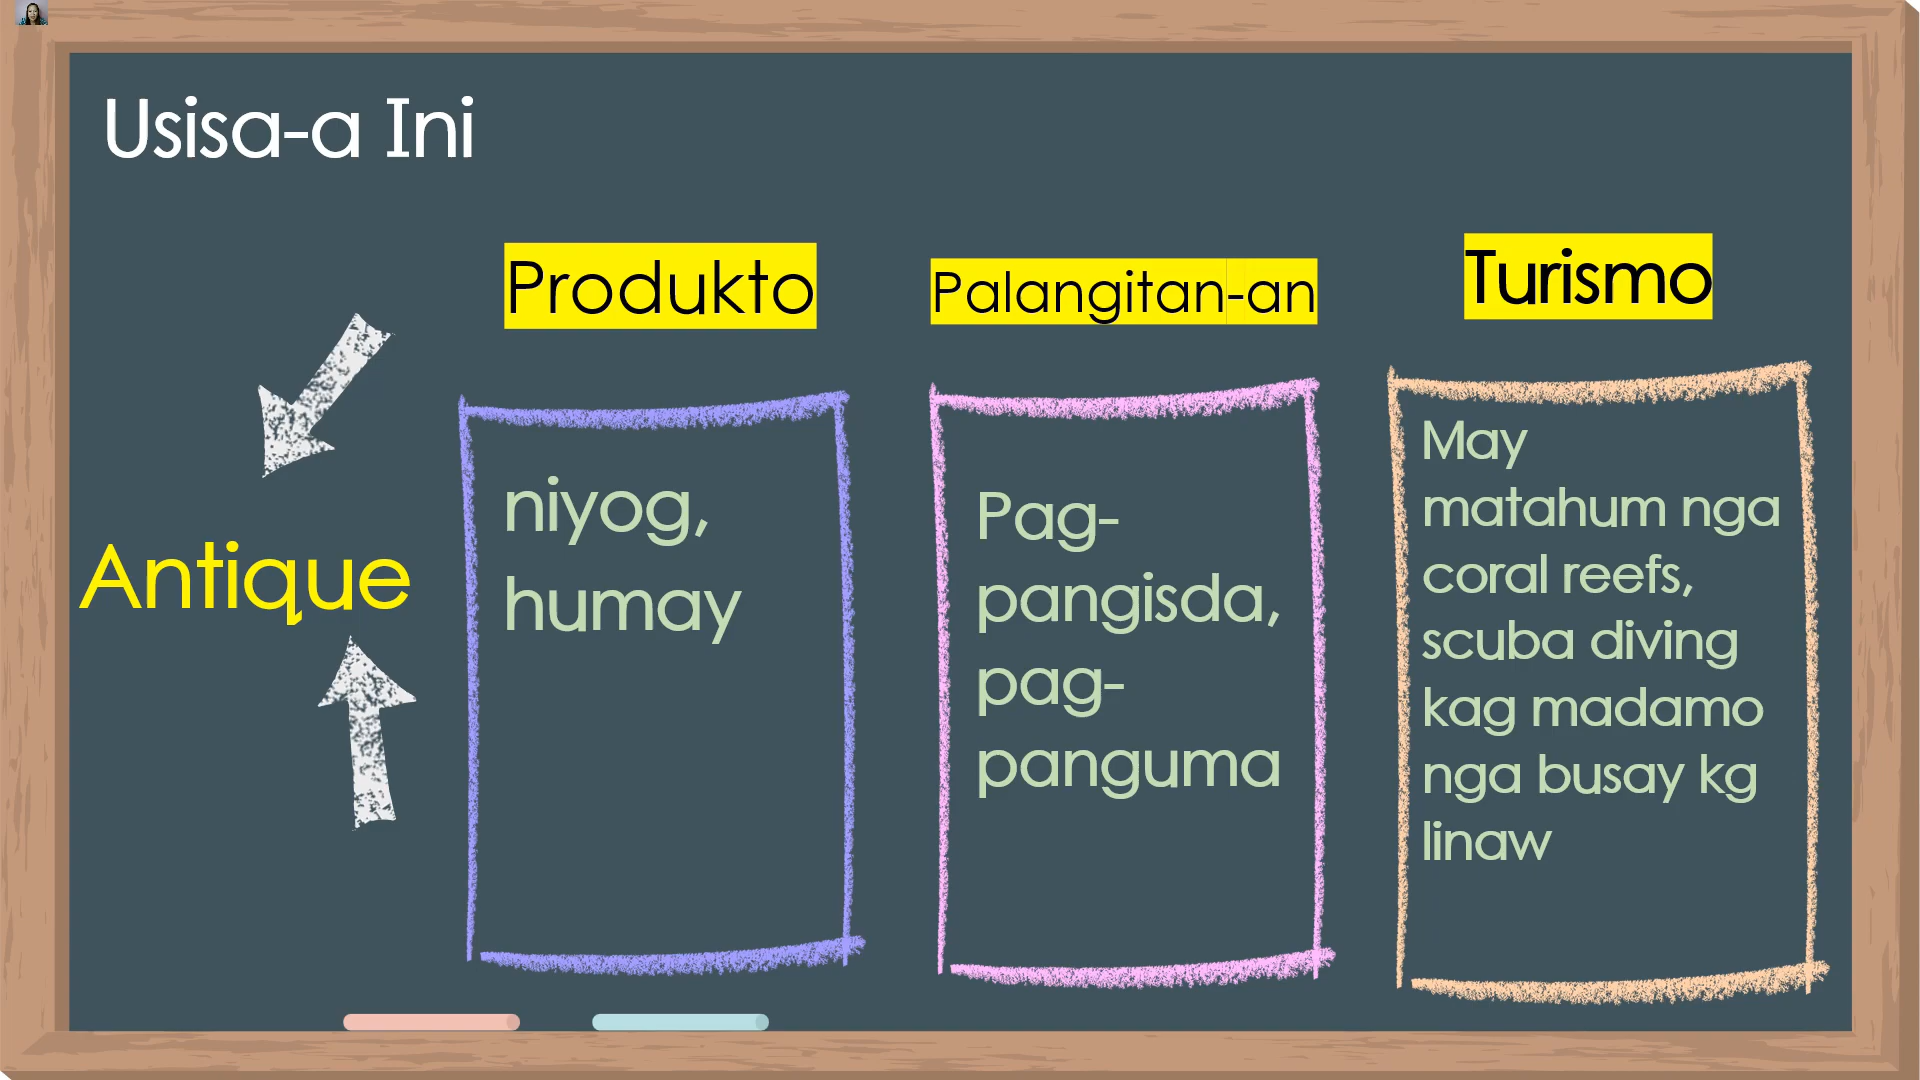 Usisa-a Ini
Produkto
Palangitan-an
Turismo
Antique
niyog,
humay
Pag-
pangisda,
pag-
panguma
May
matahum nga
coral reefs,
scuba diving
kag madamo
nga busay kg
linaw